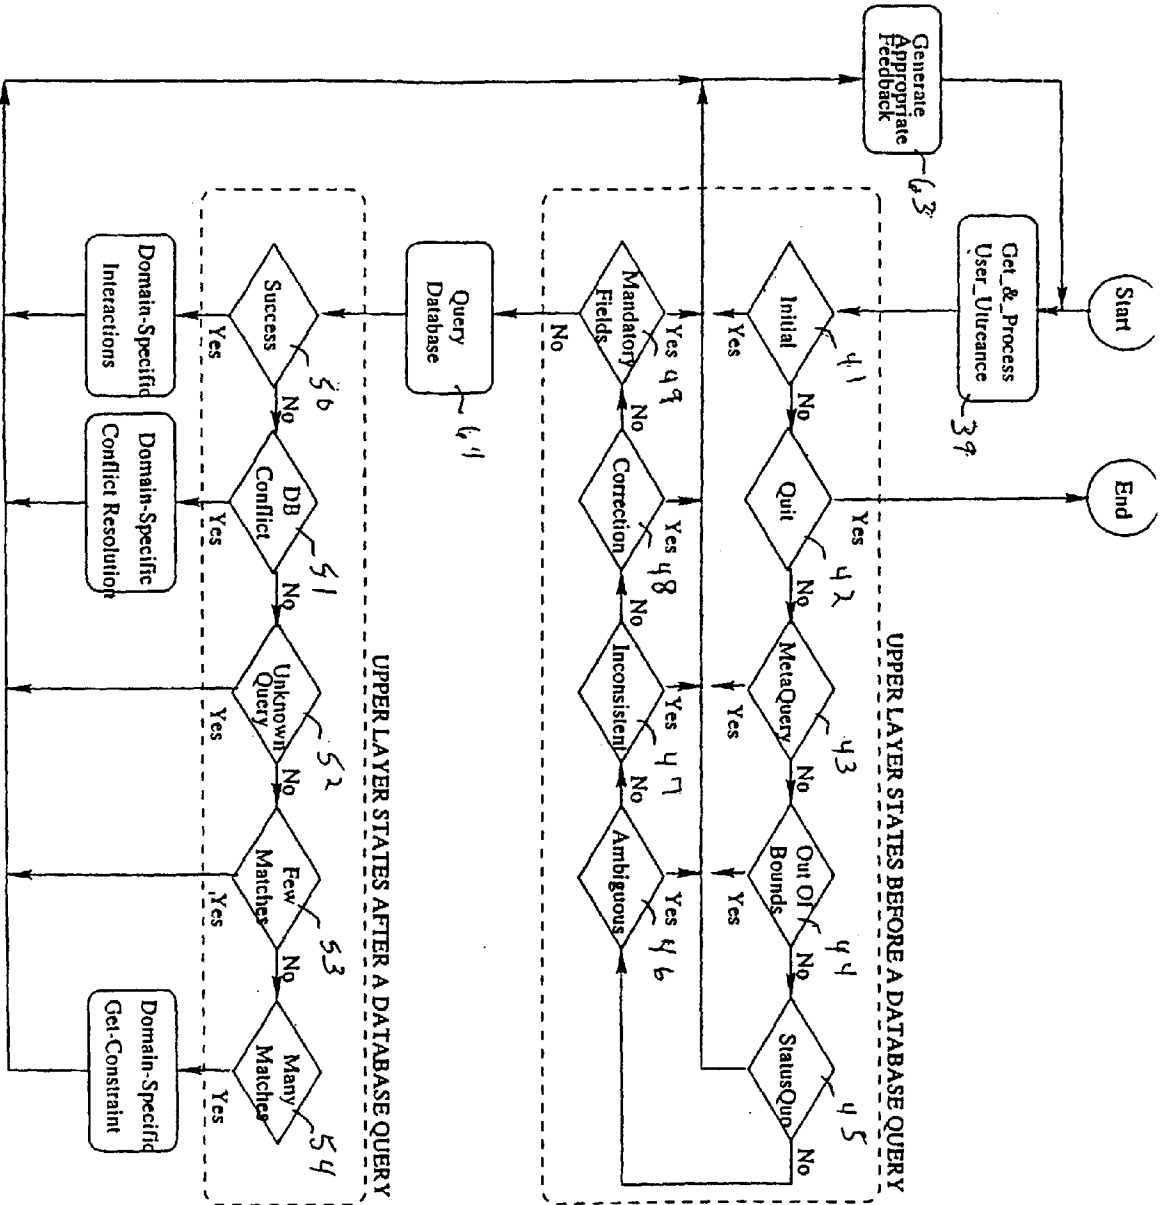 Start
End
Get_&_Process
User_Utterance
39
Generate
Appropriate
Feedback
63
UPPER LAYER STATES BEFORE A DATABASE QUERY
Initial
41
Yes
No
Quit
42
Yes
No
MetaQuery
43
Yes
No
Out Of
Bounds
44
Yes
No
StatusQuo
45
No
Mandatory
Fields
Yes
49
No
No
Correction
Yes
48
No
Inconsistent
Yes
47
No
Ambiguous
Yes
46
Query
Database
64
UPPER LAYER STATES AFTER A DATABASE QUERY
Success
50
Yes
No
DB
Conflict
51
Yes
No
Unknown
Query
52
Yes
No
Few
Matches
53
Yes
No
Many
Matches
54
Yes
Domain-Specific
Interactions
Domain-Specific
Conflict Resolution
Domain-Specific
Get-Constraint